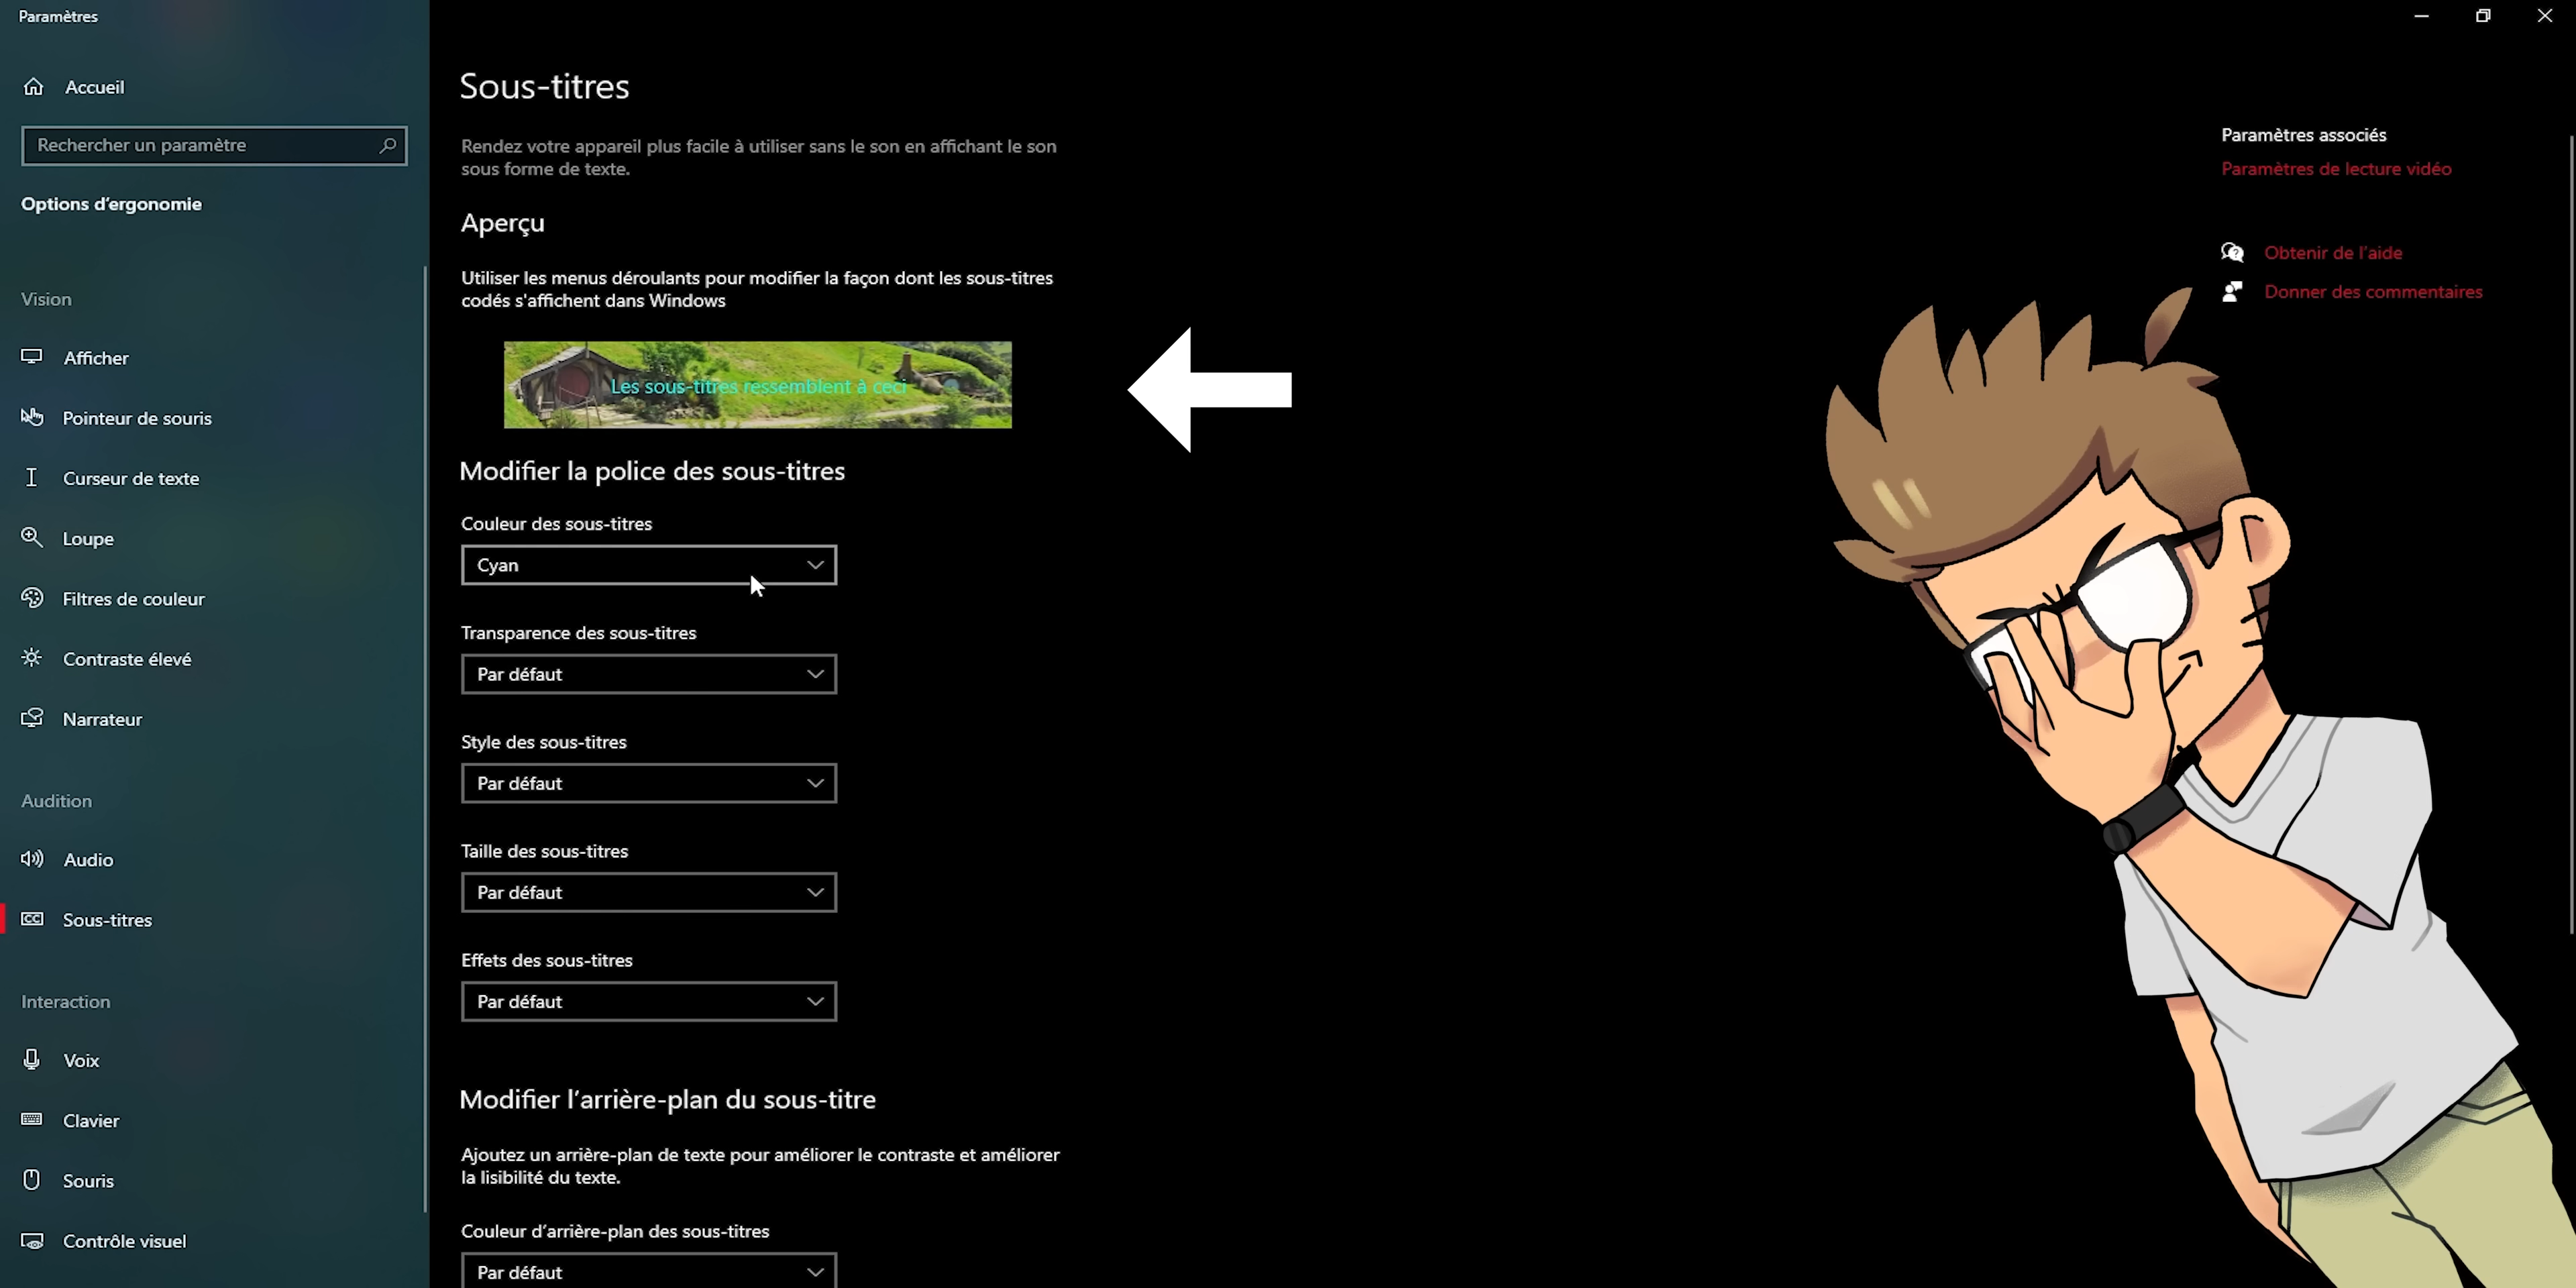 Paramètres
Accueil
Rechercher un paramètre
Options d'ergonomie
Vision
Afficher
Pointeur de souris
Curseur de texte
Loupe
Filtres de couleur
Contraste élevé
Narrateur
Audition
Audio
CC
Sous-titres
Interaction
Voix
Clavier
Souris
Contrôle visuel
Sous-titres
Rendez votre appareil plus facile à utiliser sans le son en affichant le son
sous forme de texte.
Aperçu
Utiliser les menus déroulants pour modifier la façon dont les sous-titres
codés s'affichent dans Windows
Les sous-titres ressemblent à ceci
Modifier la police des sous-titres
Couleur des sous-titres
Cyan
Transparence des sous-titres
Par défaut
Style des sous-titres
Par défaut
Taille des sous-titres
Par défaut
Effets des sous-titres
Par défaut
Modifier l'arrière-plan du sous-titre
Ajoutez un arrière-plan de texte pour améliorer le contraste et améliorer
la lisibilité du texte.
Couleur d'arrière-plan des sous-titres
Par défaut
Paramètres associés
Paramètres de lecture vidéo
Obtenir de l'aide
Donner des commentaires